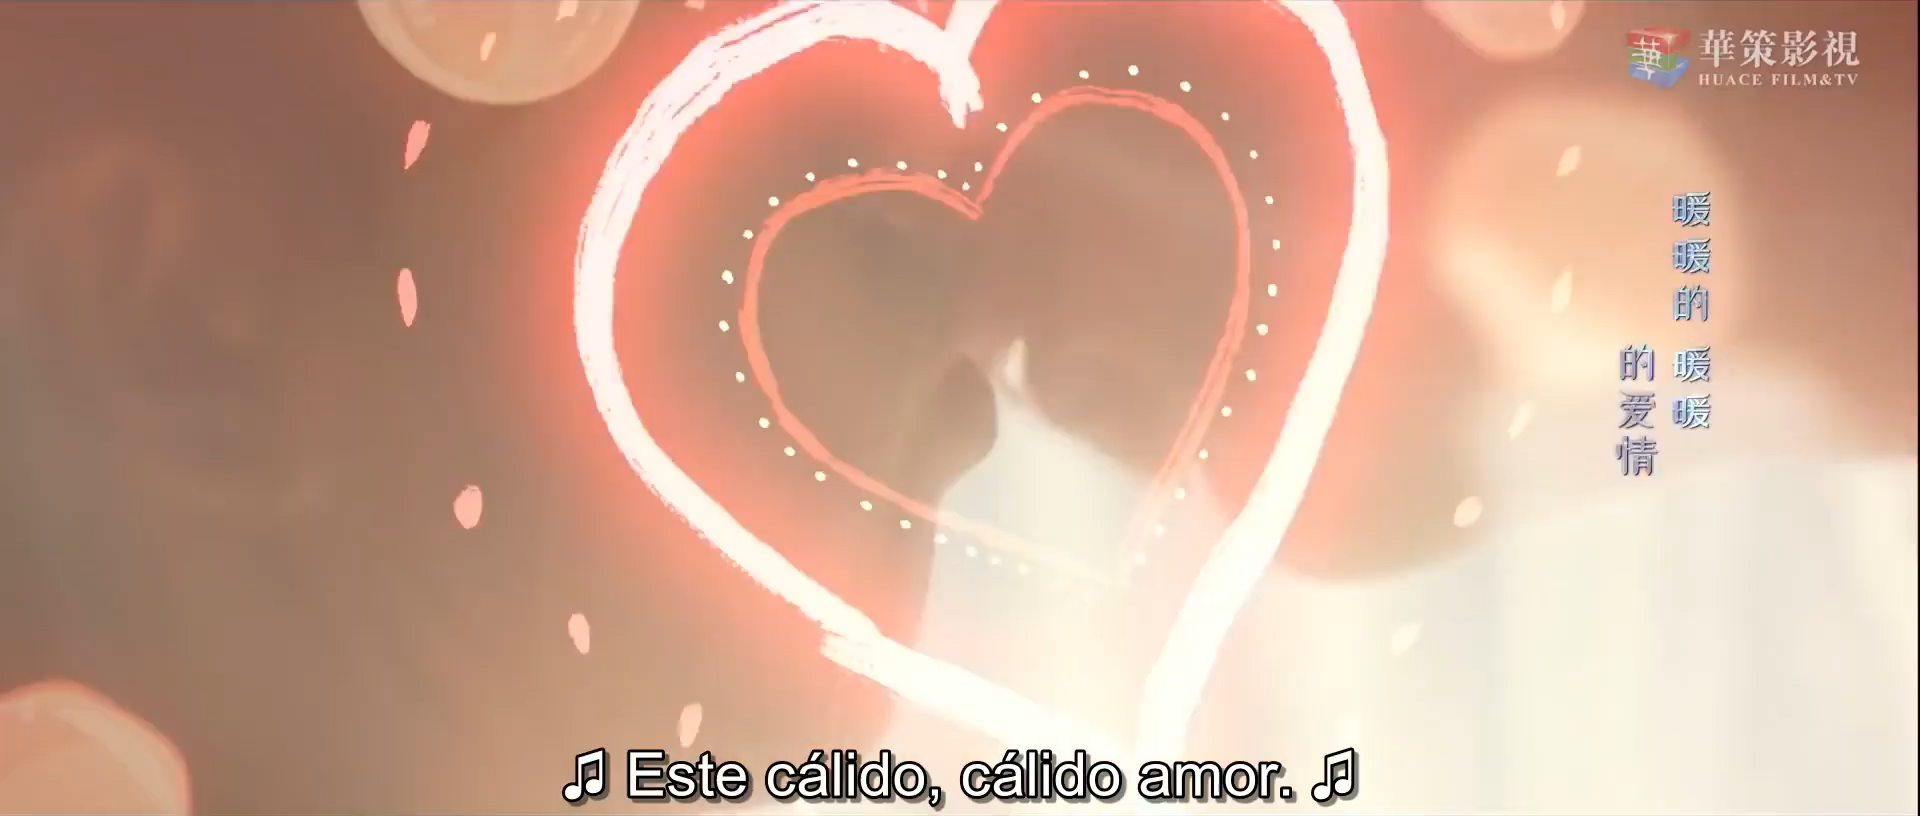 華策影視
HUACE FILM&TV
暖暖的 暖暖
的爱情
♫ Este cálido, cálido amor. ♫